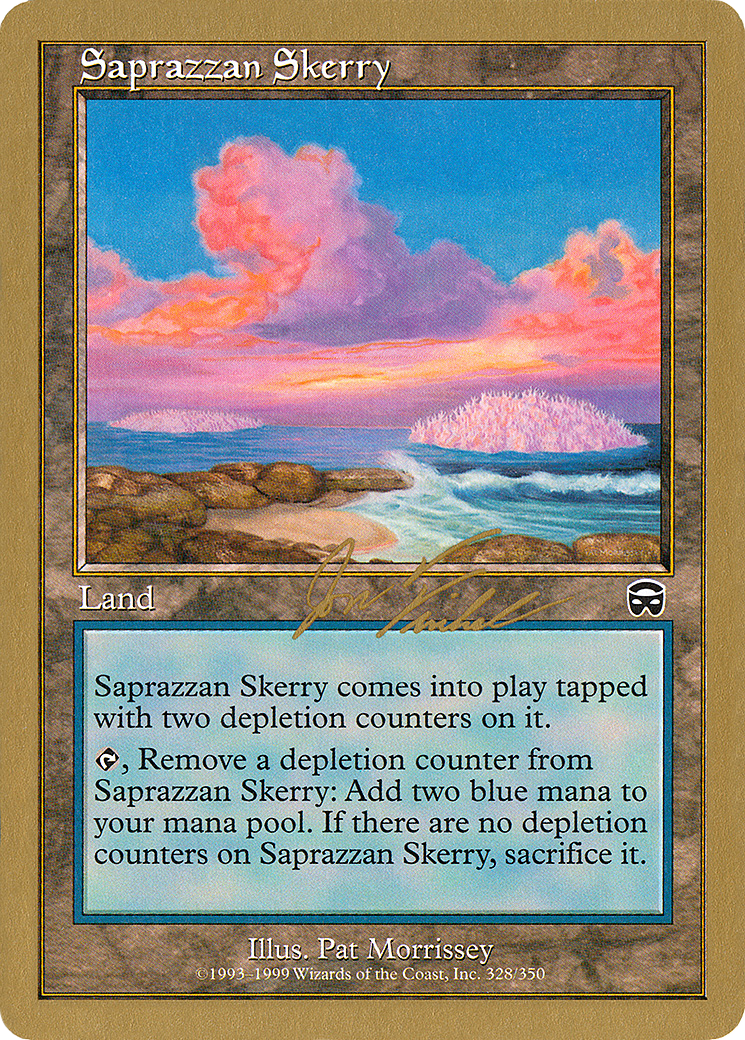 Saprazzan Skerry
Land
Saprazzan Skerry comes into play tapped
with two depletion counters on it.
, Remove a depletion counter from
Saprazzan Skerry: Add two blue mana to
your mana pool. If there are no depletion
counters on Saprazzan Skerry, sacrifice it.
Illus. Pat Morrissey
©1993–1999 Wizards of the Coast, Inc. 328/350